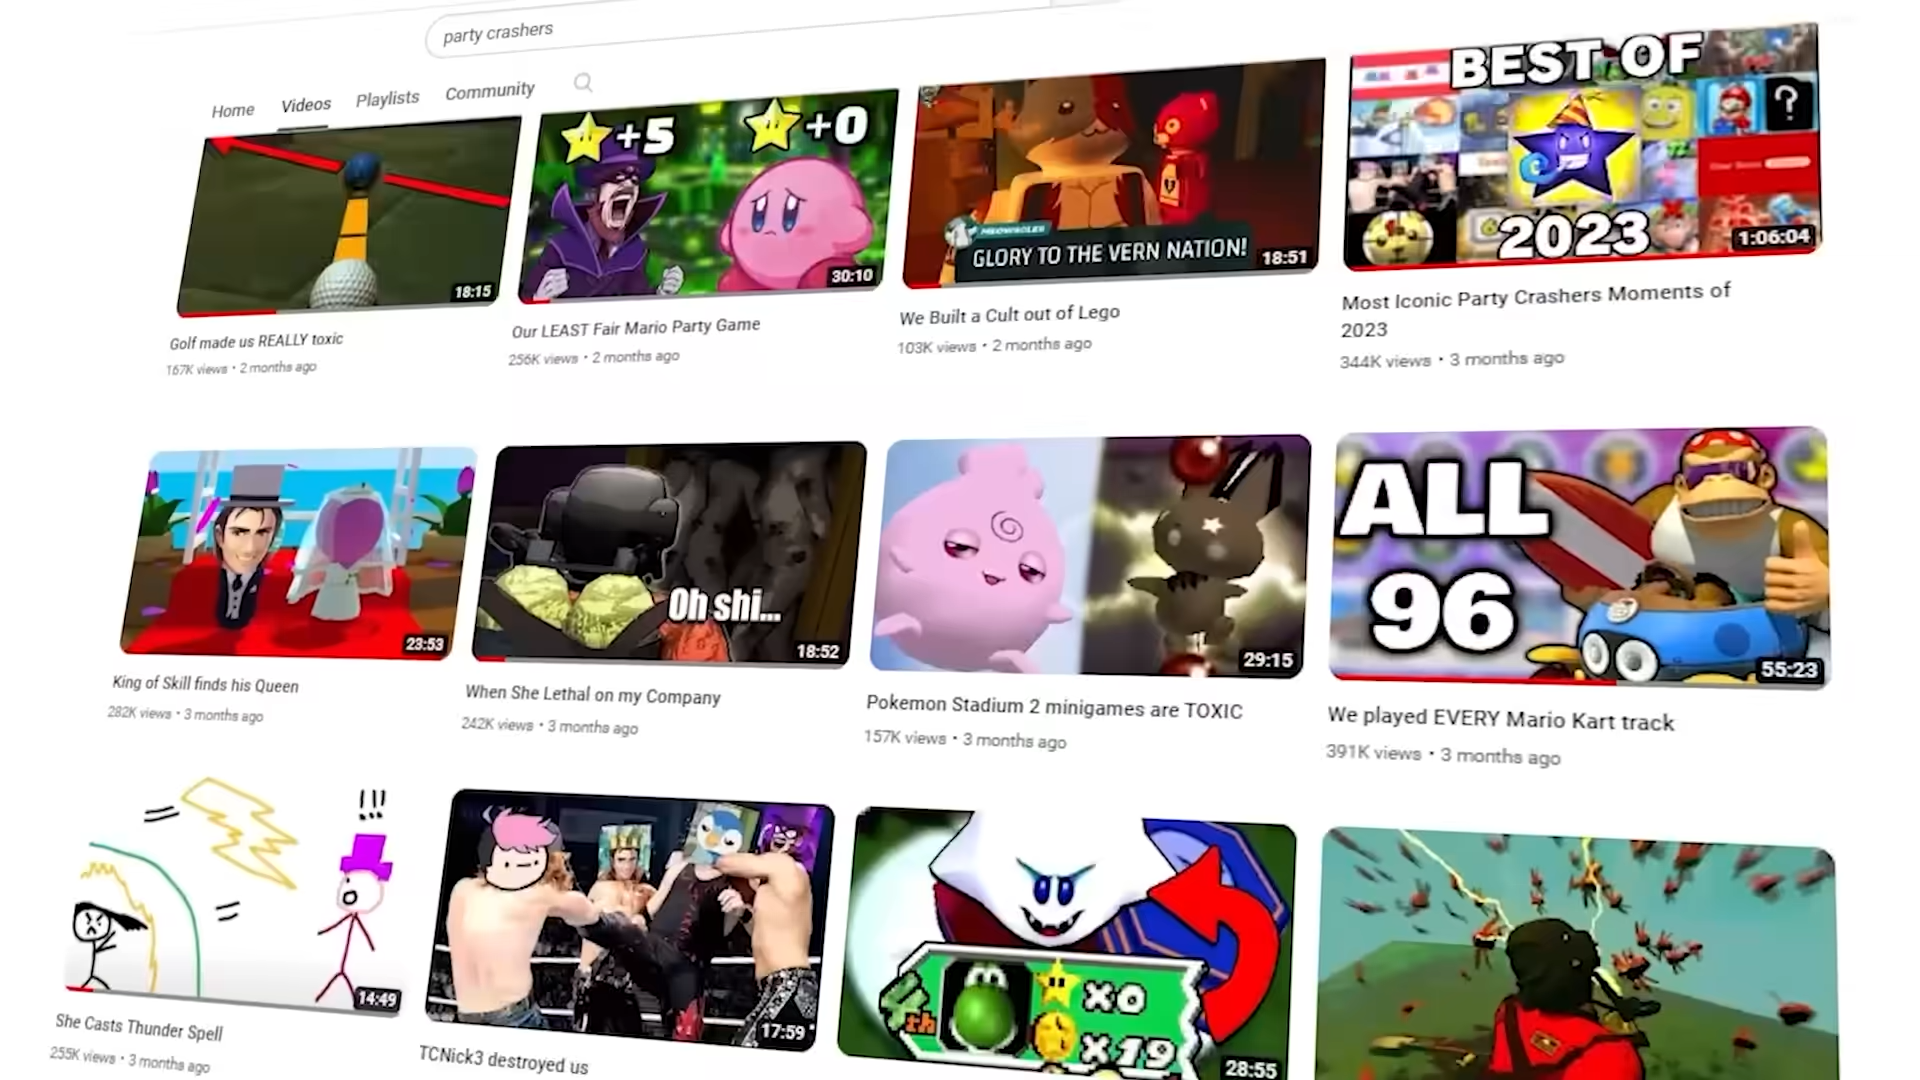 party crashers
Home Videos Playlists Community
+5 +0
30:10
18:15
MEOWSCLES
GLORY TO THE VERN NATION!
18:51
BEST OF
2023
?
1:06:04
Golf made us REALLY toxic
167K views • 2 months ago
Our LEAST Fair Mario Party Game
256K views • 2 months ago
We Built a Cult out of Lego
103K views • 2 months ago
Most Iconic Party Crashers Moments of
2023
344K views • 3 months ago
23:53
Oh shi...
18:52
29:15
ALL
96
55:23
King of Skill finds his Queen
282K views • 3 months ago
When She Lethal on my Company
242K views • 3 months ago
Pokemon Stadium 2 minigames are TOXIC
157K views • 3 months ago
We played EVERY Mario Kart track
391K views • 3 months ago
!!!
14:49
17:59
4th
x0
x19
28:55
She Casts Thunder Spell
255K views • 3 months ago
TCNick3 destroyed us